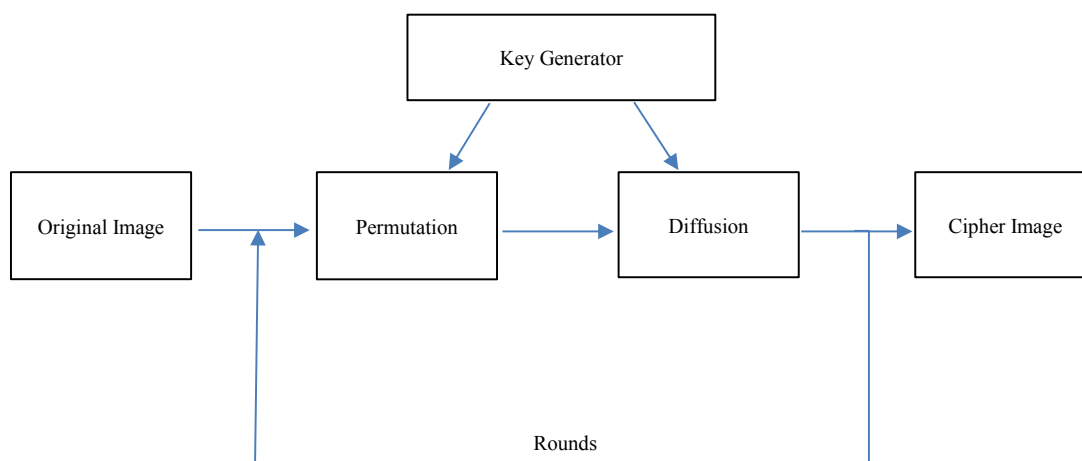 Key Generator
Original Image
Permutation
Diffusion
Cipher Image
Rounds